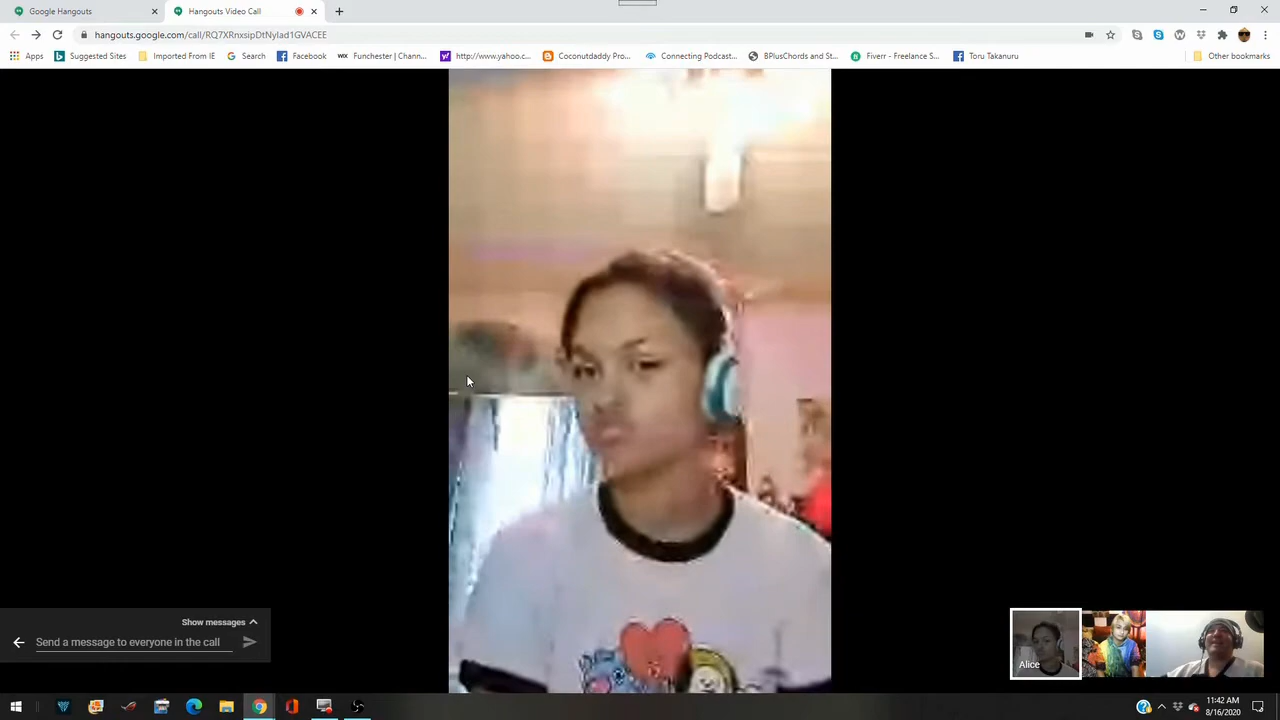 Google Hangouts
Hangouts Video Call
hangouts.google.com/call/RQ7XRnxsipDtNylad1GVACEE
Apps
Suggested Sites
Imported From IE
Search
Facebook
WIX Funchester | Chann...
http://www.yahoo.c...
Coconutdaddy Pro...
Connecting Podcast...
8PlusChords and St...
Fiverr - Freelance S...
Toru Takanuru
Other bookmarks
Show messages
Send a message to everyone in the call
Alice
11:42 AM
8/16/2020